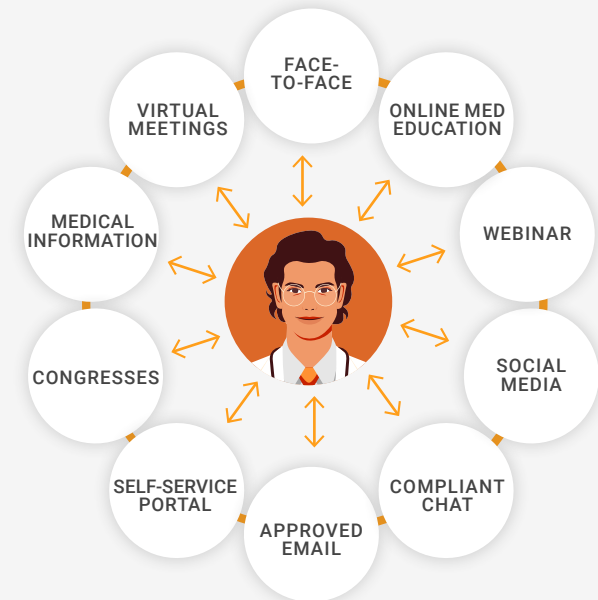 FACE-
TO-FACE
ONLINE MED
EDUCATION
WEBINAR
SOCIAL
MEDIA
COMPLIANT
CHAT
APPROVED
EMAIL
SELF-SERVICE
PORTAL
CONGRESSES
MEDICAL
INFORMATION
VIRTUAL
MEETINGS